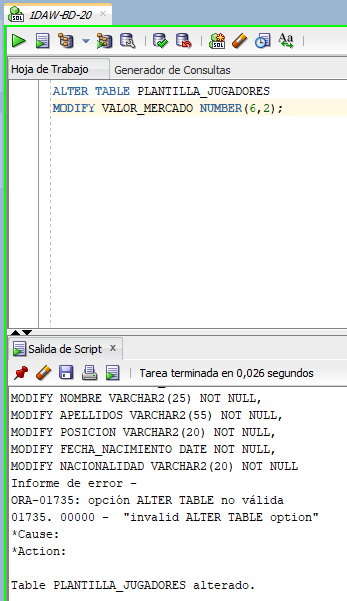 1DAW-BD-20
SQL
Aa
Hoja de Trabajo
Generador de Consultas
ALTER TABLE PLANTILLA_JUGADORES
MODIFY VALOR_MERCADO NUMBER(6,2);
Salida de Script x
Tarea terminada en 0,026 segundos
MODIFY NOMBRE VARCHAR2(25) NOT NULL,
MODIFY APELLIDOS VARCHAR2(55) NOT NULL,
MODIFY POSICION VARCHAR2(20) NOT NULL,
MODIFY FECHA_NACIMIENTO DATE NOT NULL,
MODIFY NACIONALIDAD VARCHAR2(20) NOT NULL
Informe de error -
ORA-01735: opción ALTER TABLE no válida
01735. 00000 -  "invalid ALTER TABLE option"
*Cause:
*Action:
Table PLANTILLA_JUGADORES alterado.